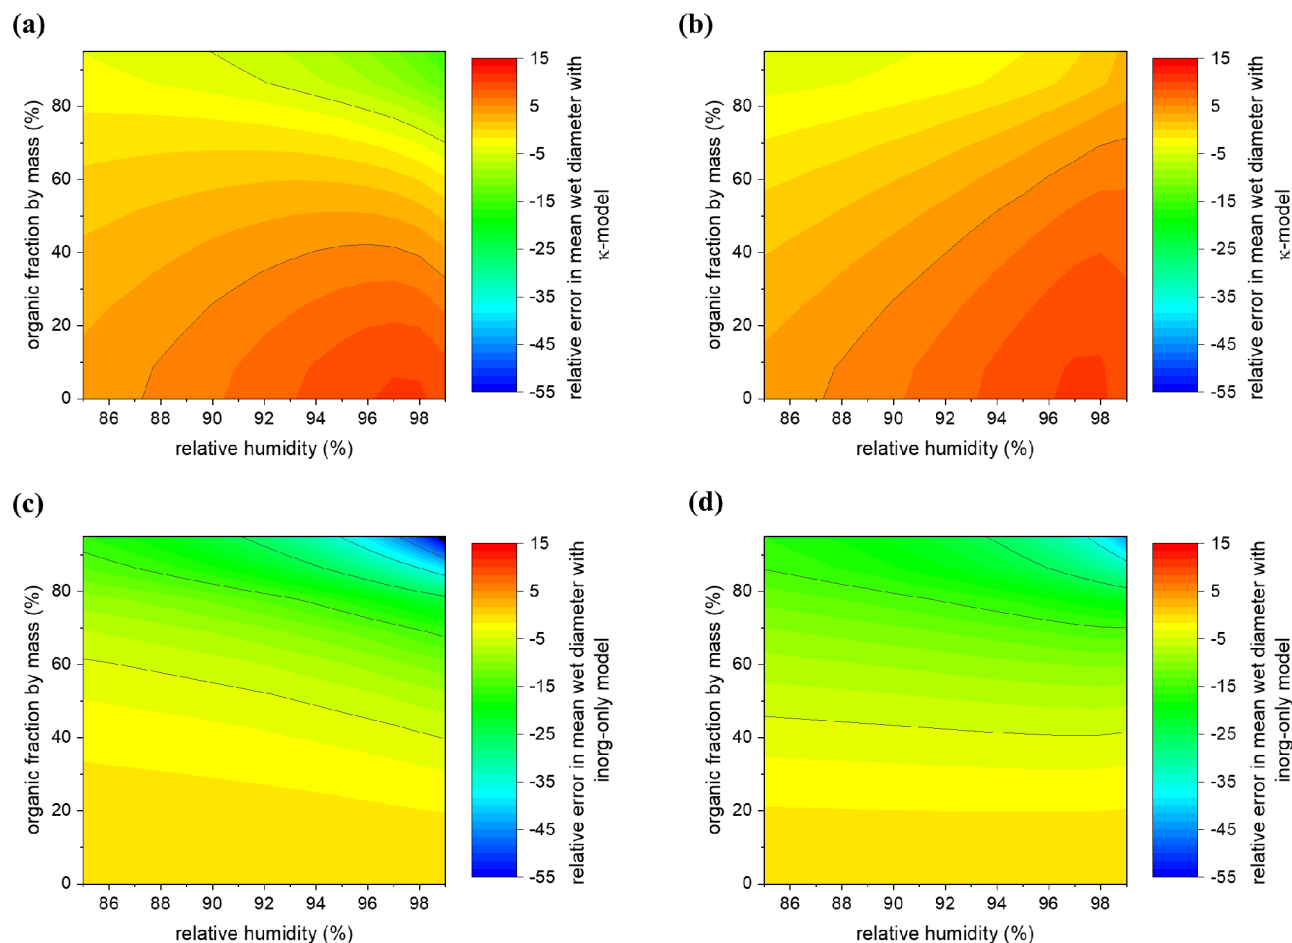 (a)
80
60
40
20
0
organic fraction by mass (%)
86 88 90 92 94 96 98
relative humidity (%)
15
5
-5
-15
-25
-35
-45
-55
relative error in mean wet diameter with
κ-model
(b)
80
60
40
20
0
organic fraction by mass (%)
86 88 90 92 94 96 98
relative humidity (%)
15
5
-5
-15
-25
-35
-45
-55
relative error in mean wet diameter with
κ-model
(c)
80
60
40
20
0
organic fraction by mass (%)
86 88 90 92 94 96 98
relative humidity (%)
15
5
-5
-15
-25
-35
-45
-55
relative error in mean wet diameter with
inorg-only model
(d)
80
60
40
20
0
organic fraction by mass (%)
86 88 90 92 94 96 98
relative humidity (%)
15
5
-5
-15
-25
-35
-45
-55
relative error in mean wet diameter with
inorg-only model